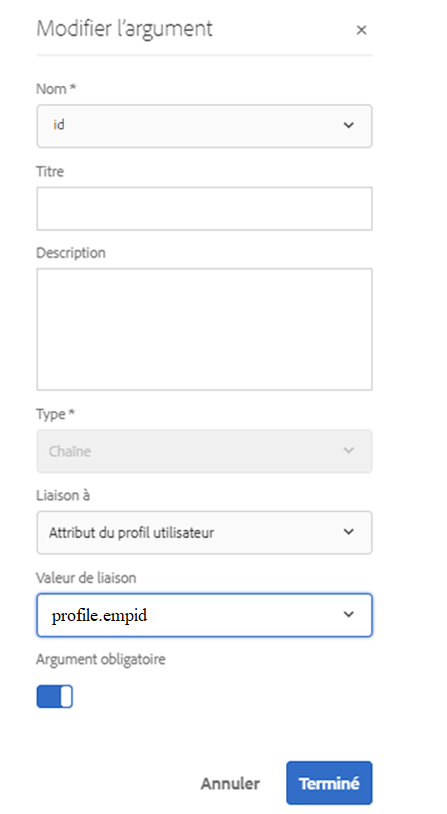 Modifier l’argument
Nom *
id
Titre
Description
Type *
Chaîne
Liaison à
Attribut du profil utilisateur
Valeur de liaison
profile.empid
Argument obligatoire
Annuler Terminé